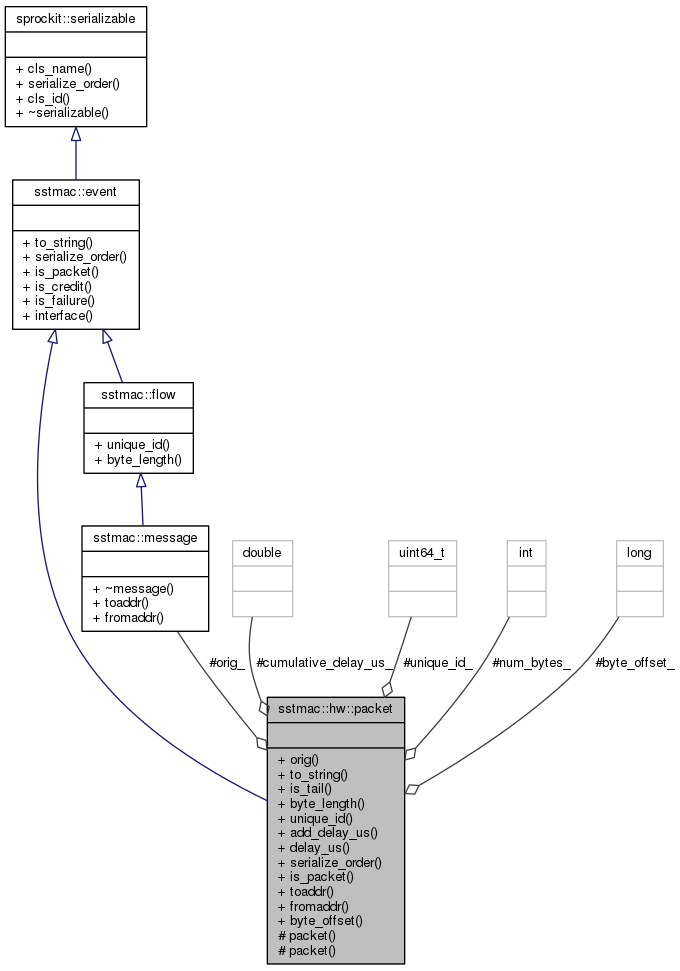 sprockit::serializable
+ cls_name()
+ serialize_order()
+ cls_id()
+ ~serializable()
sstmac::event
+ to_string()
+ serialize_order()
+ is_packet()
+ is_credit()
+ is_failure()
+ interface()
sstmac::flow
+ unique_id()
+ byte_length()
sstmac::message
+ ~message()
+ toaddr()
+ fromaddr()
double
uint64_t
int
long
#orig_
#cumulative_delay_us_
#unique_id_
#num_bytes_
#byte_offset_
sstmac::hw::packet
+ orig()
+ to_string()
+ is_tail()
+ byte_length()
+ unique_id()
+ add_delay_us()
+ delay_us()
+ serialize_order()
+ is_packet()
+ toaddr()
+ fromaddr()
+ byte_offset()
# packet()
# packet()